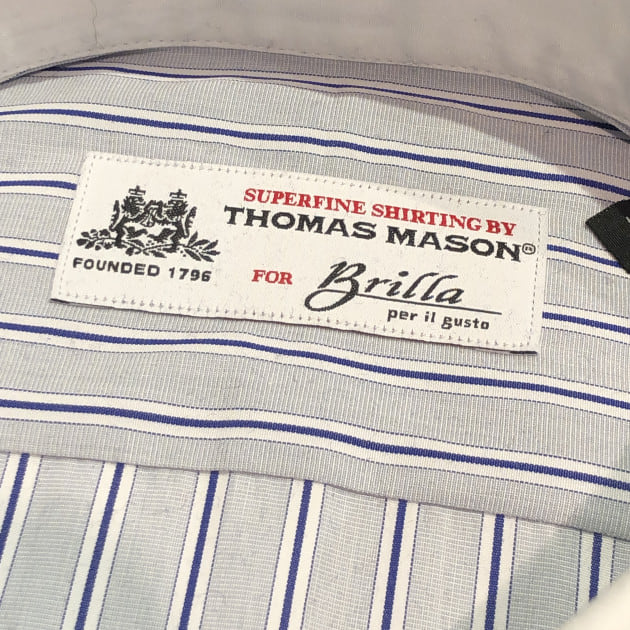 SUPERFINE SHIRTING BY
THOMAS MASON®
FOUNDED 1796
FOR Brilla
per il gusto